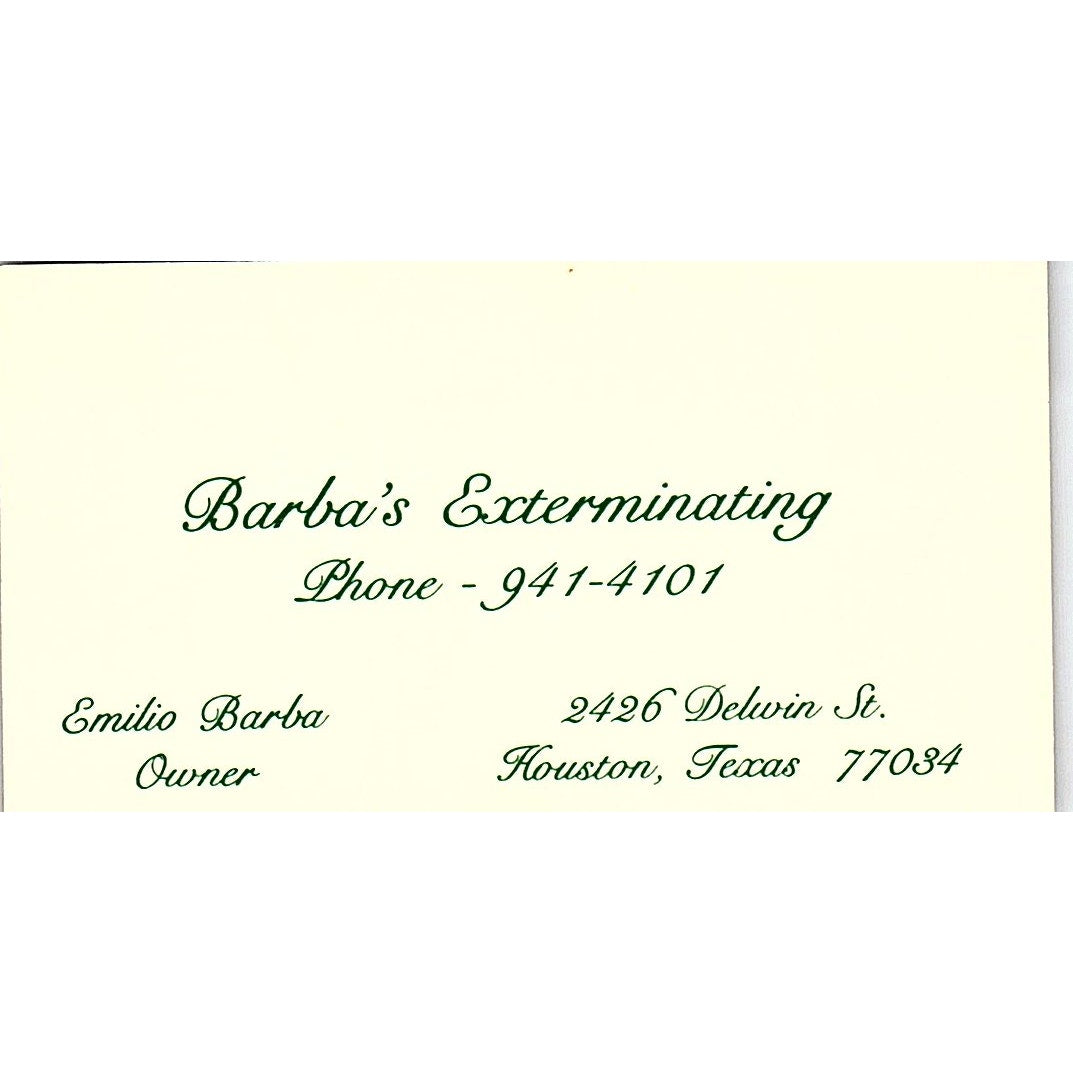 Barba's Exterminating
Phone - 941-4101
Emilio Barba
Owner
2426 Delwin St.
Houston, Texas 77034